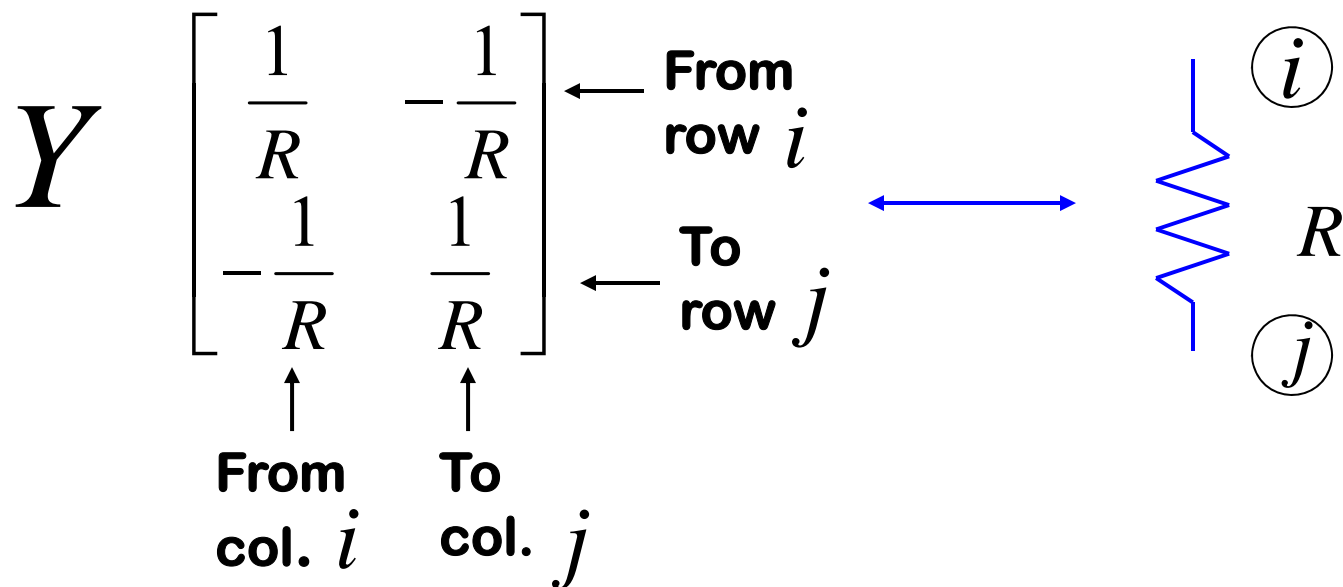 Y
1/R -1/R
-1/R 1/R
From
row i
To
row j
From
col. i
To
col. j
i
R
j